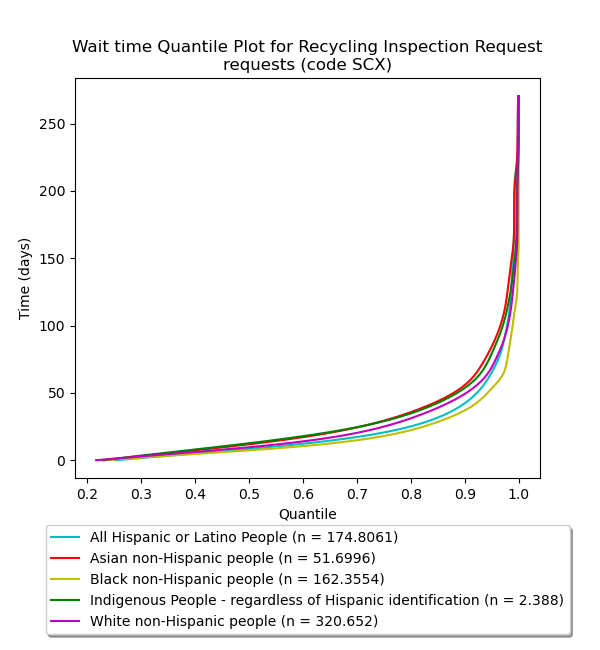 Wait time Quantile Plot for Recycling Inspection Request
requests (code SCX)
Time (days)
250
200
150
100
50
0
0.2 0.3 0.4 0.5 0.6 0.7 0.8 0.9 1.0
Quantile
All Hispanic or Latino People (n = 174.8061)
Asian non-Hispanic people (n = 51.6996)
Black non-Hispanic people (n = 162.3554)
Indigenous People - regardless of Hispanic identification (n = 2.388)
White non-Hispanic people (n = 320.652)